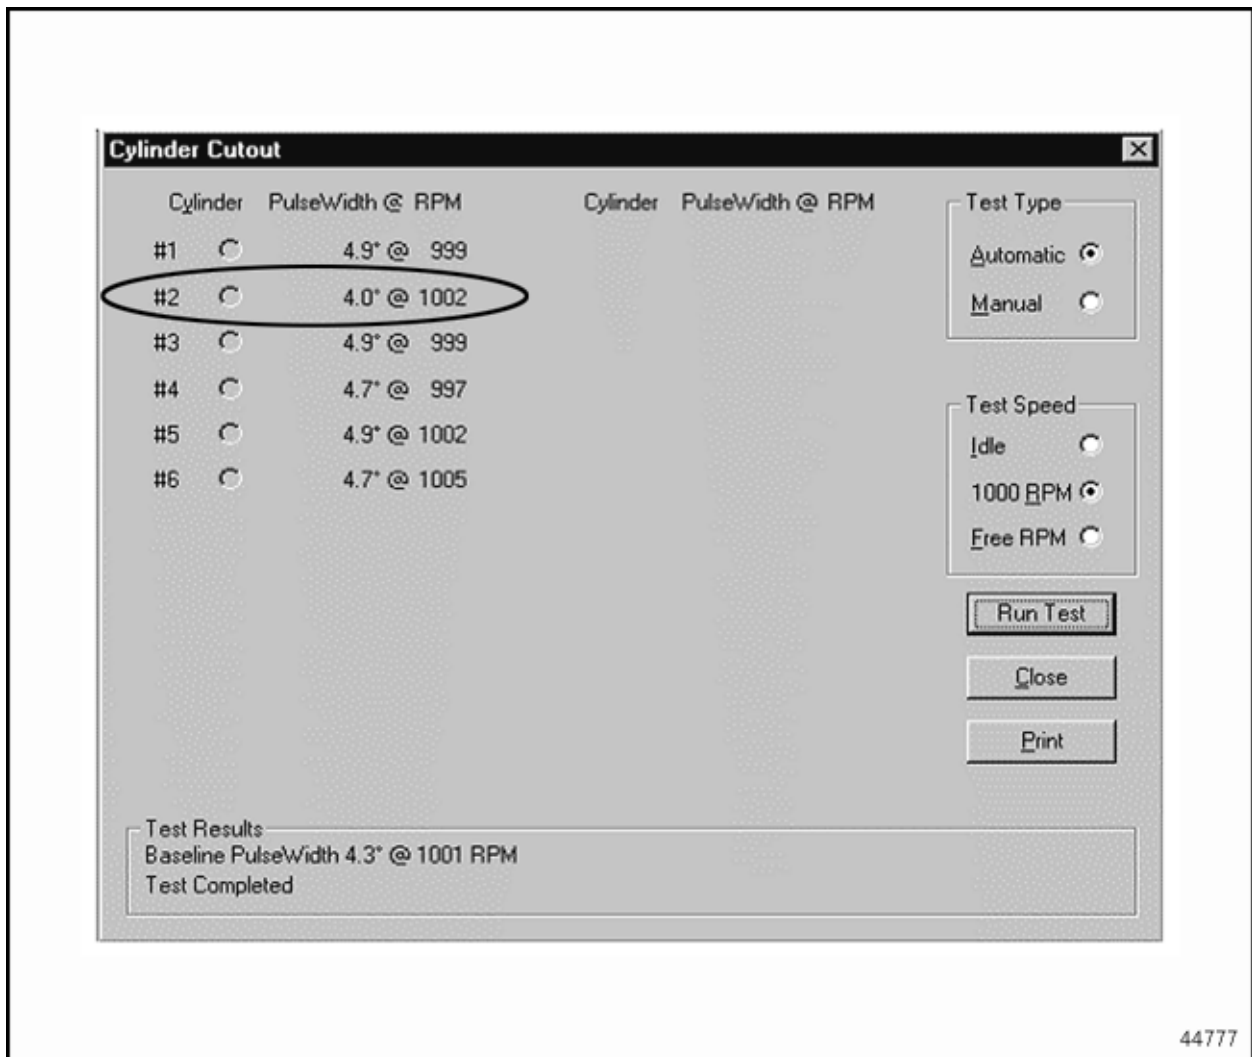 Cylinder Cutout
Cylinder PulseWidth @ RPM
#1 4.9° @ 999
#2 4.0° @ 1002
#3 4.9° @ 999
#4 4.7° @ 997
#5 4.9° @ 1002
#6 4.7° @ 1005
Cylinder PulseWidth @ RPM
Test Type
Automatic
Manual
Test Speed
Idle
1000 RPM
Free RPM
Run Test
Close
Print
Test Results
Baseline PulseWidth 4.3° @ 1001 RPM
Test Completed
44777